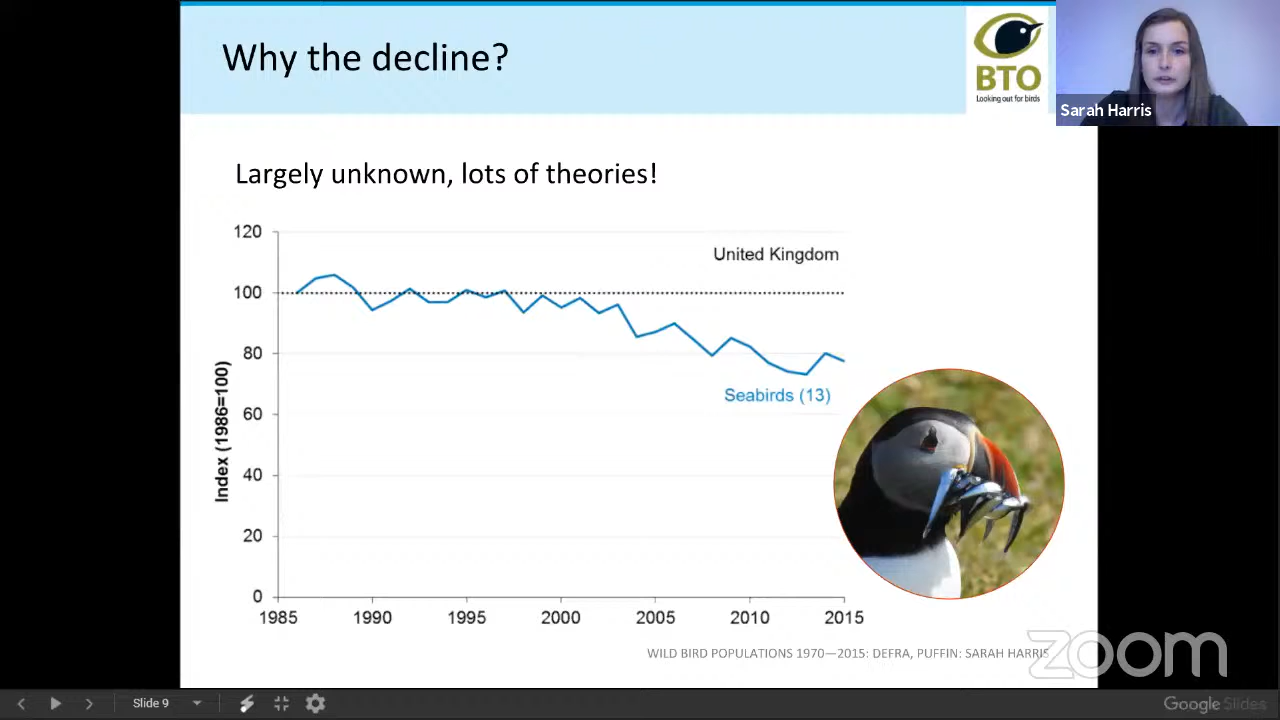 Why the decline?
BTO
Looking out for birds
Sarah Harris
Largely unknown, lots of theories!
120
100
80
60
40
20
0
Index (1986=100)
United Kingdom
Seabirds (13)
1985 1990 1995 2000 2005 2010 2015
WILD BIRD POPULATIONS 1970—2015: DEFRA, PUFFIN: SARAH HARRIS
zoom
Slide 9
Google Slides